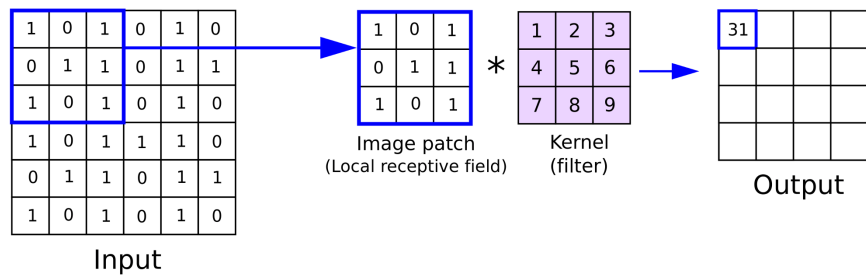 1 0 1 0 1 0
0 1 1 0 1 1
1 0 1 0 1 0
1 0 1 1 1 0
0 1 1 0 1 1
1 0 1 0 1 0
Input
1 0 1
0 1 1
1 0 1
Image patch
(Local receptive field)
*
1 2 3
4 5 6
7 8 9
Kernel
(filter)
31
Output